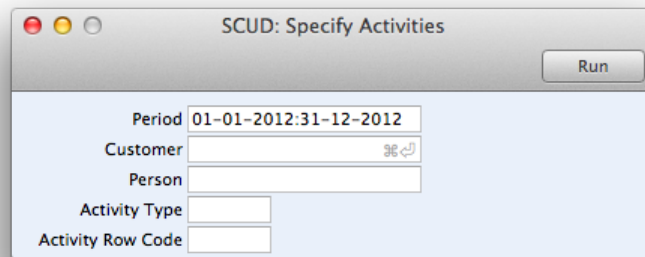 SCUD: Specify Activities
Run
Period 01-01-2012:31-12-2012
Customer ⌘⏎
Person
Activity Type
Activity Row Code